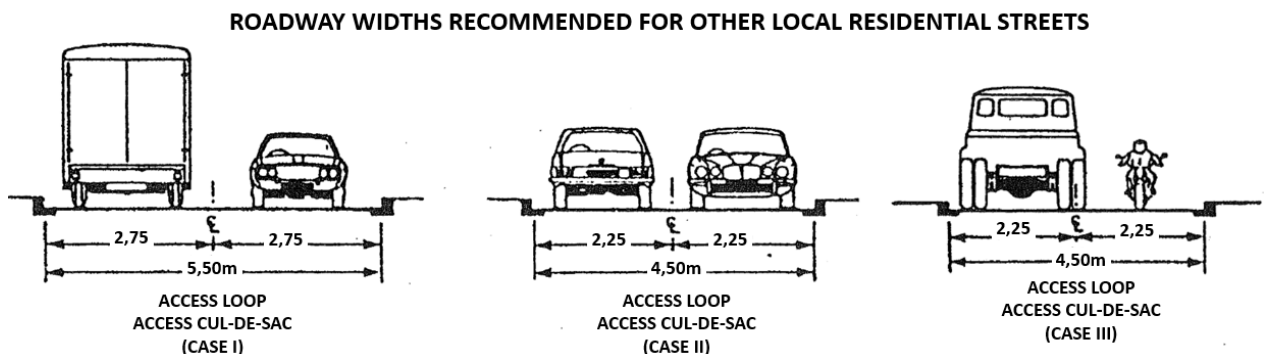 ROADWAY WIDTHS RECOMMENDED FOR OTHER LOCAL RESIDENTIAL STREETS
℄
2,75
2,75
5,50m
ACCESS LOOP
ACCESS CUL-DE-SAC
(CASE I)
℄
2,25
2,25
4,50m
ACCESS LOOP
ACCESS CUL-DE-SAC
(CASE II)
℄
2,25
2,25
4,50m
ACCESS LOOP
ACCESS CUL-DE-SAC
(CASE III)